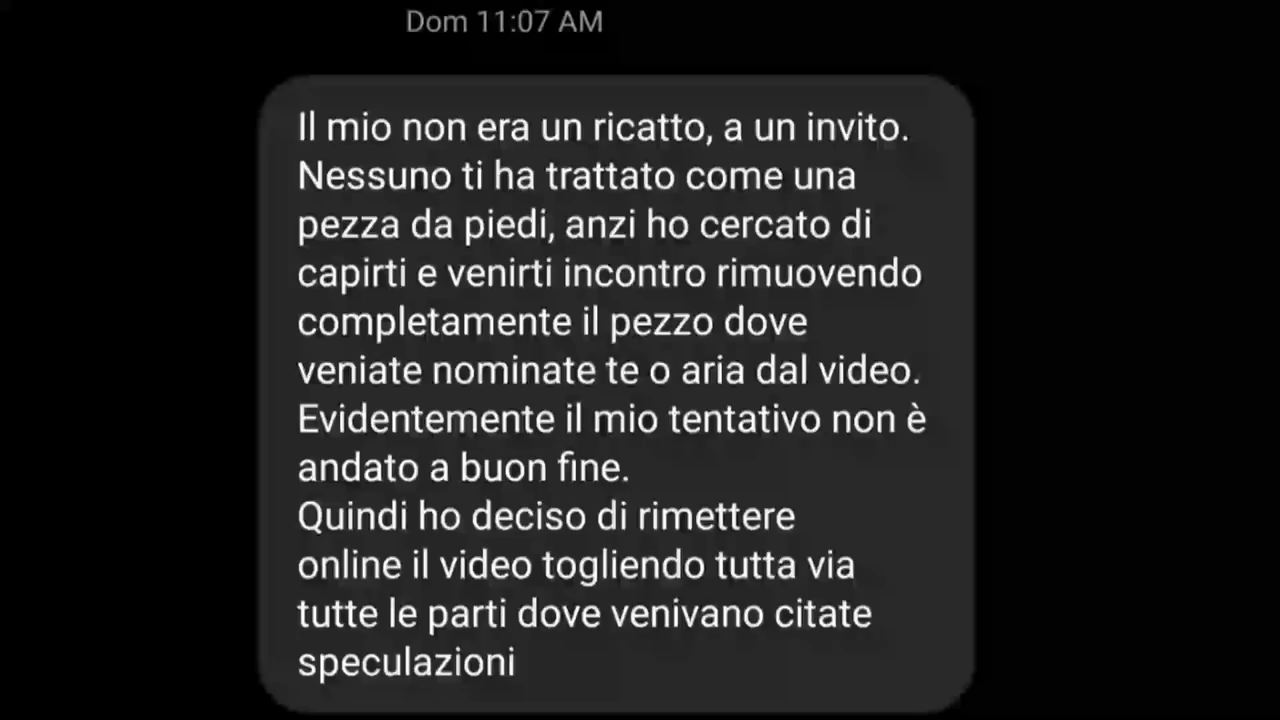 Dom 11:07 AM
Il mio non era un ricatto, a un invito.
Nessuno ti ha trattato come una
pezza da piedi, anzi ho cercato di
capirti e venirti incontro rimuovendo
completamente il pezzo dove
veniate nominate te o aria dal video.
Evidentemente il mio tentativo non è
andato a buon fine.
Quindi ho deciso di rimettere
online il video togliendo tutta via
tutte le parti dove venivano citate
speculazioni